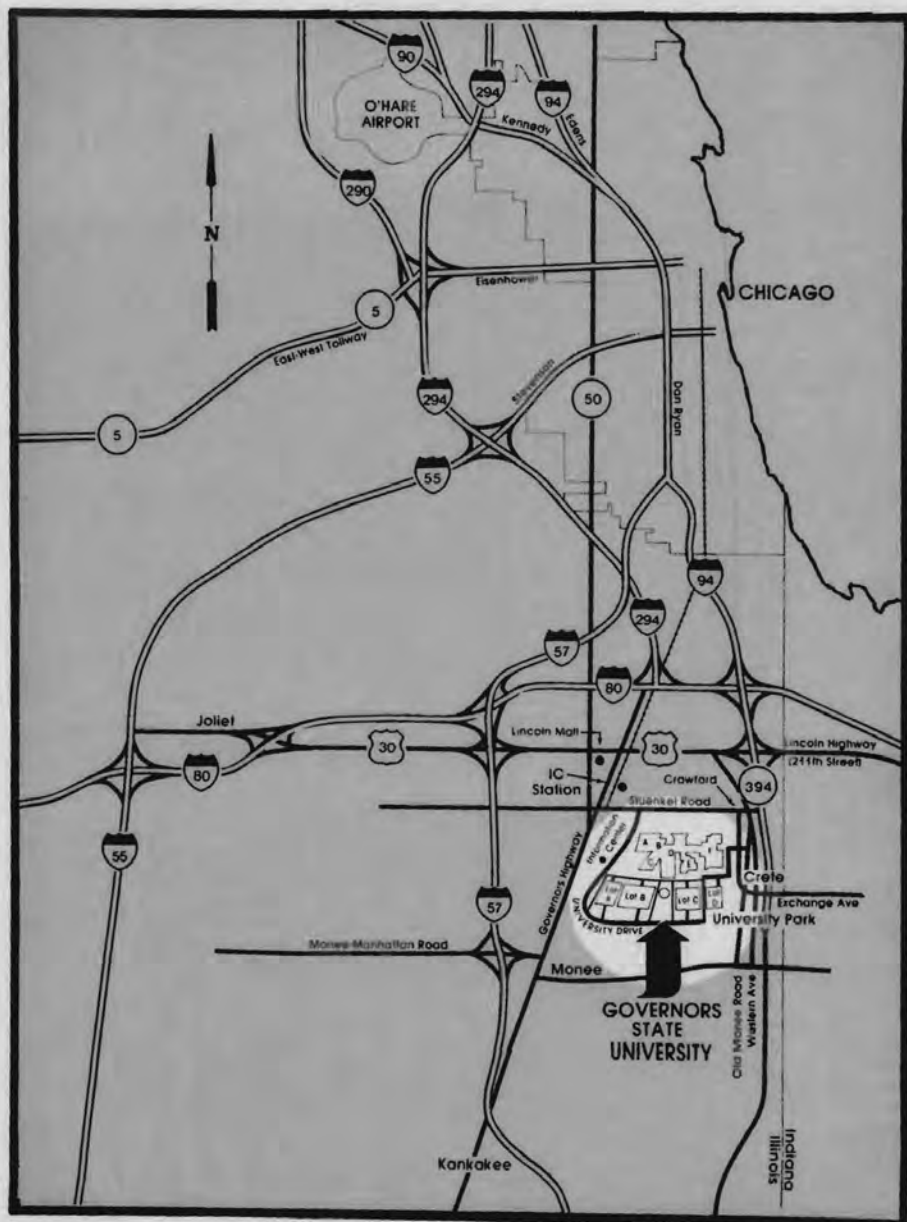 90
294
94
O'HARE
AIRPORT
Kennedy
Edens
290
N
Eisenhower
CHICAGO
5
East-West Tollway
Stevenson
294
50
Dan Ryan
5
55
94
294
57
80
Joliet
Lincoln Mall
30
30
Lincoln Highway
(211th Street)
80
IC
Station
Crawford
394
Stuenkel Road
55
Information
Center
A
B
C
D
E
F
Crete
57
Governors Highway
Lot
A
Lot B
Lot C
Lot
D
Exchange Ave
University Park
UNIVERSITY DRIVE
Monee Manhattan Road
Monee
GOVERNORS
STATE
UNIVERSITY
Old Monee Road
Western Ave
Kankakee
Indiana
Illinois